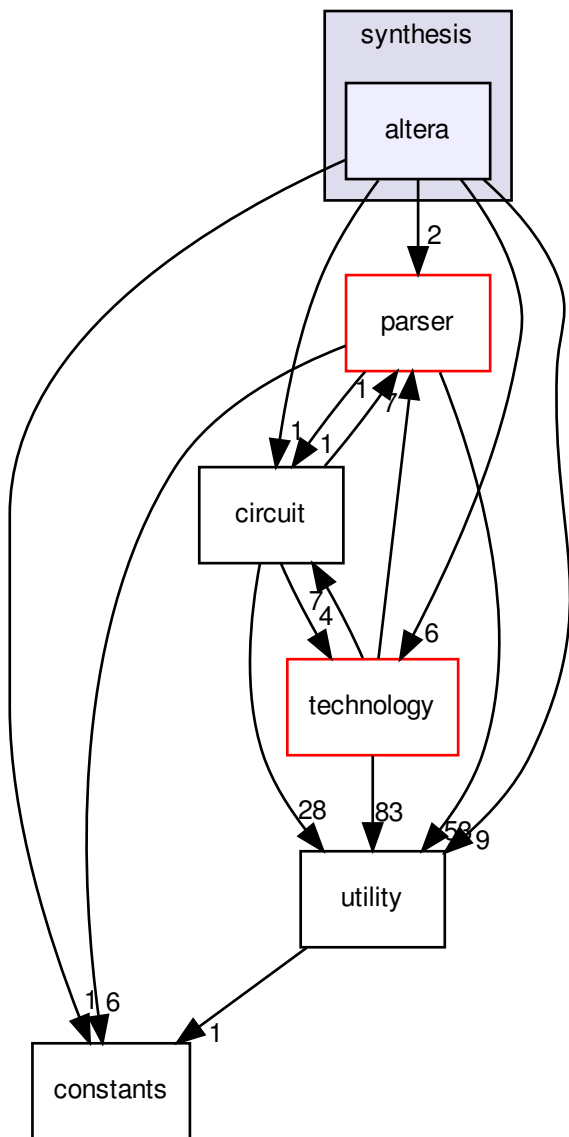 synthesis
altera
2
parser
1
7
1
1
circuit
7
4
6
technology
28
83
53
9
utility
1
6
1
constants